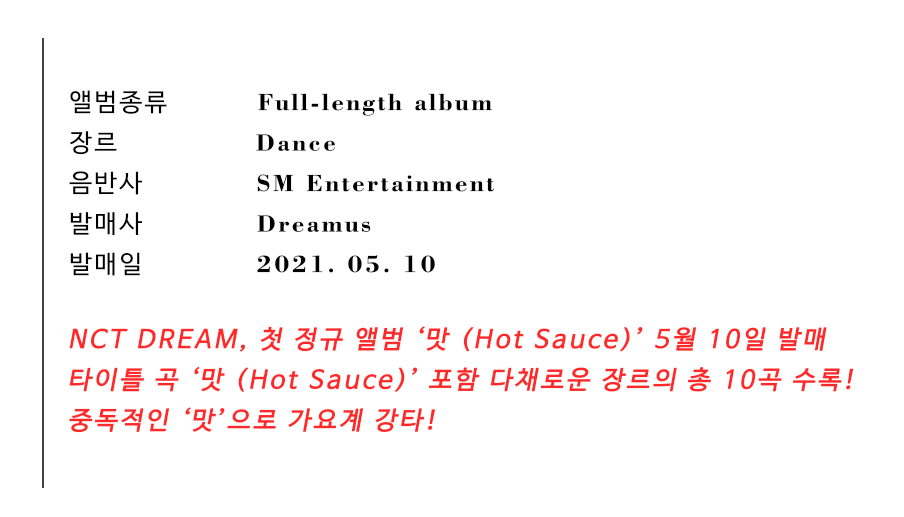 앨범종류 Full-length album
장르 Dance
음반사 SM Entertainment
발매사 Dreamus
발매일 2021. 05. 10
NCT DREAM, 첫 정규 앨범 ‘맛 (Hot Sauce)’ 5월 10일 발매
타이틀 곡 ‘맛 (Hot Sauce)’ 포함 다채로운 장르의 총 10곡 수록!
중독적인 ‘맛’으로 가요계 강타!